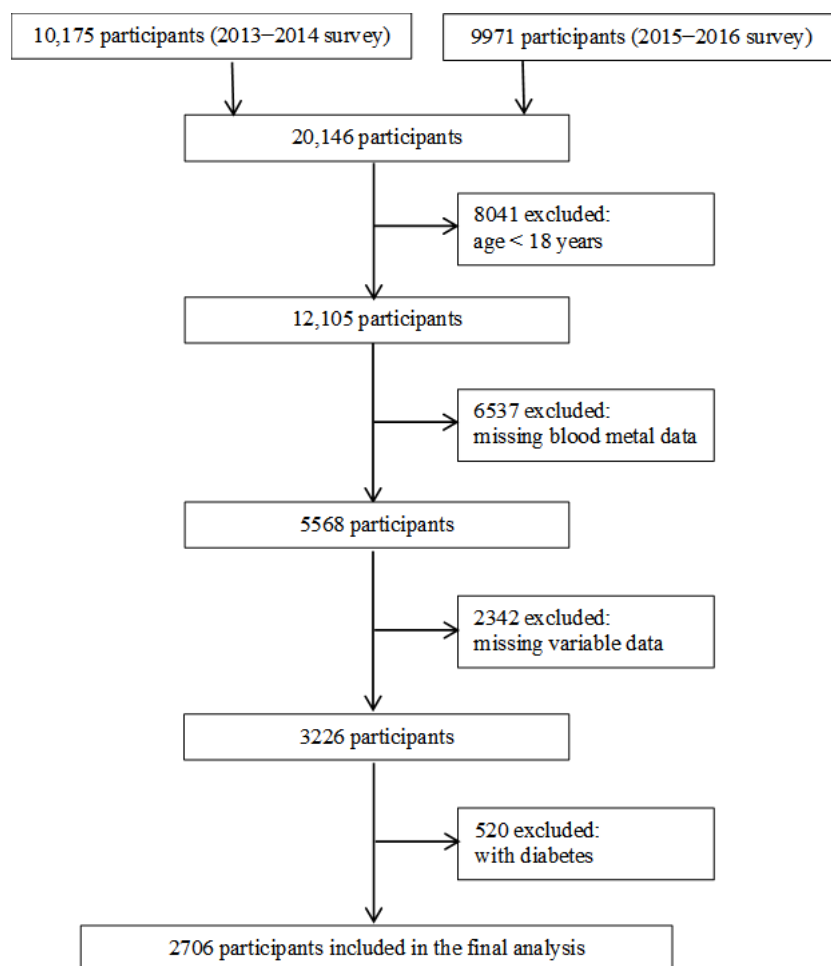 10,175 participants (2013−2014 survey)
9971 participants (2015−2016 survey)
20,146 participants
8041 excluded:
age < 18 years
12,105 participants
6537 excluded:
missing blood metal data
5568 participants
2342 excluded:
missing variable data
3226 participants
520 excluded:
with diabetes
2706 participants included in the final analysis